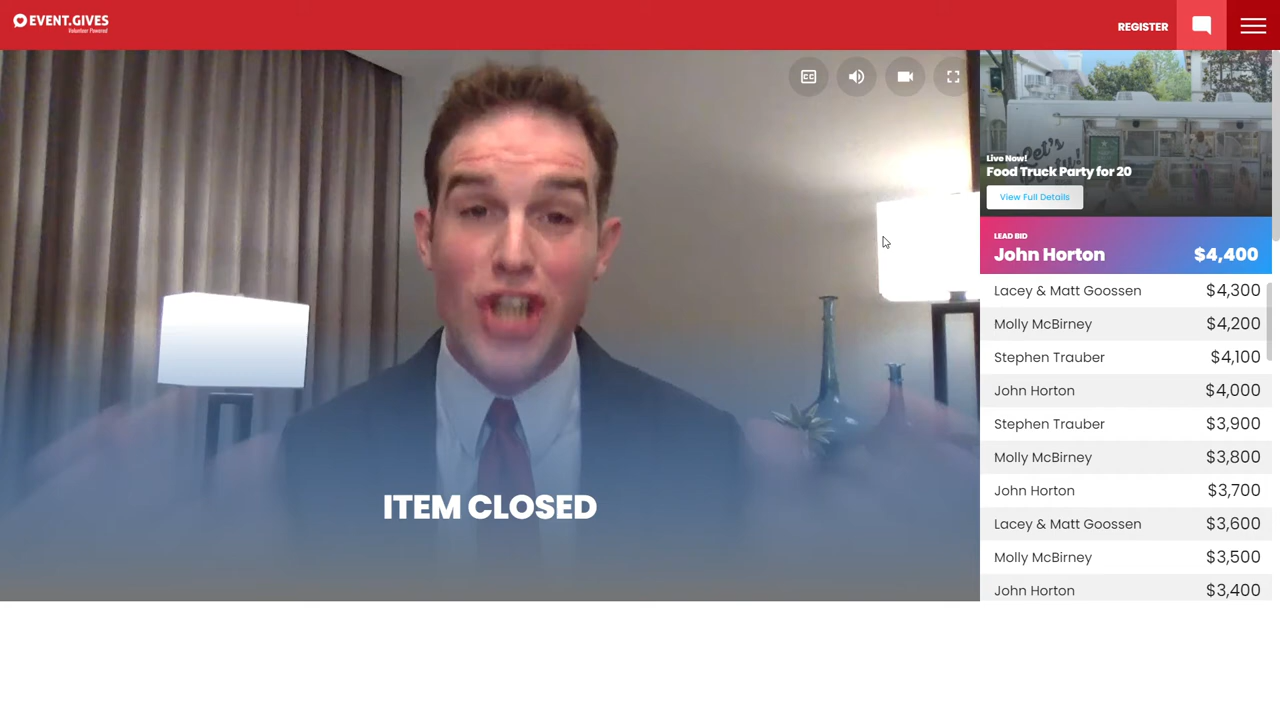 EVENT.GIVES
Volunteer Powered
REGISTER
CC
Let's
Party!
Live Now!
Food Truck Party for 20
View Full Details
LEAD BID
John Horton $4,400
Lacey & Matt Goossen $4,300
Molly McBirney $4,200
Stephen Trauber $4,100
John Horton $4,000
Stephen Trauber $3,900
Molly McBirney $3,800
John Horton $3,700
Lacey & Matt Goossen $3,600
Molly McBirney $3,500
John Horton $3,400
ITEM CLOSED